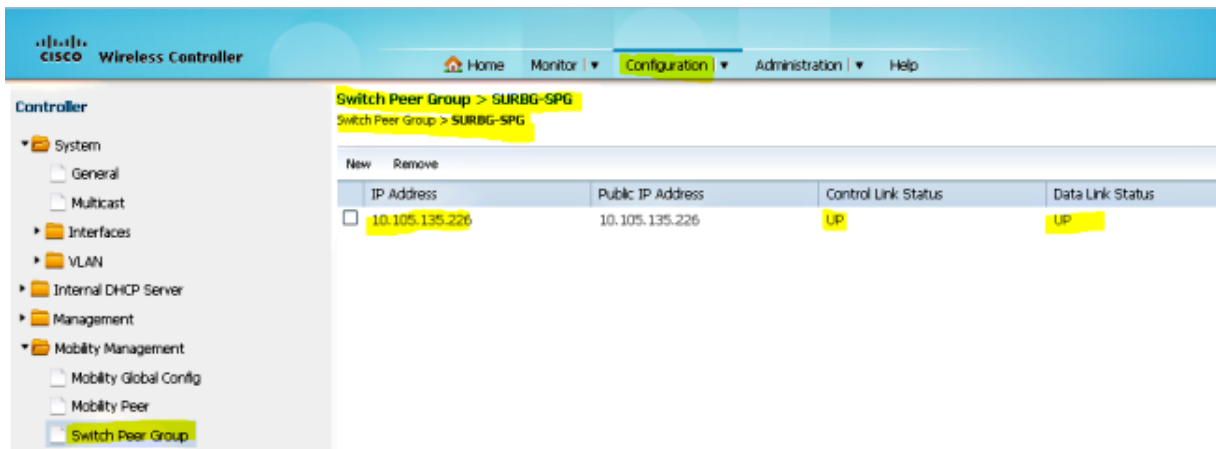 CISCO Wireless Controller
Home Monitor Configuration Administration Help
Controller
System
General
Multicast
Interfaces
VLAN
Internal DHCP Server
Management
Mobility Management
Mobility Global Config
Mobility Peer
Switch Peer Group
Switch Peer Group > SURBG-SPG
Switch Peer Group > SURBG-SPG
New Remove
IP Address Public IP Address Control Link Status Data Link Status
10.105.135.226 10.105.135.226 UP UP